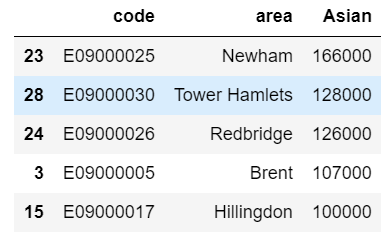 code area Asian
23 E09000025 Newham 166000
28 E09000030 Tower Hamlets 128000
24 E09000026 Redbridge 126000
3 E09000005 Brent 107000
15 E09000017 Hillingdon 100000